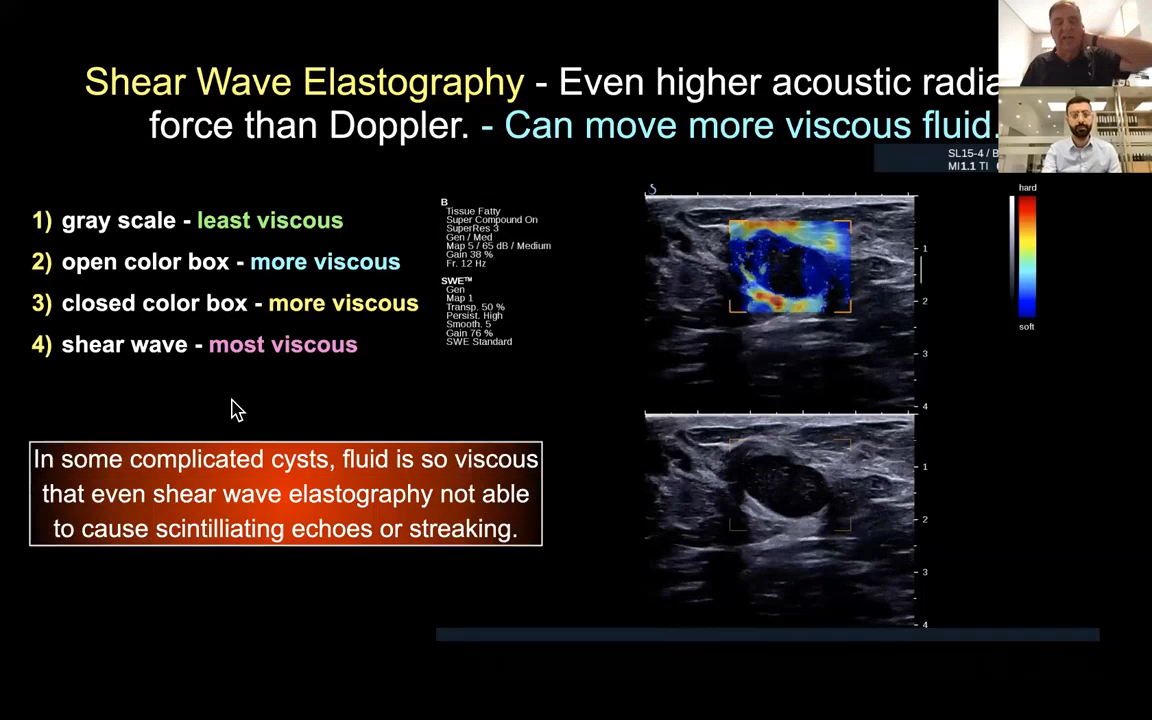 Shear Wave Elastography - Even higher acoustic
force than Doppler. - Can move more viscous fluid.
SL15-4 / B
MI1.1 TI
1) gray scale - least viscous
2) open color box - more viscous
3) closed color box - more viscous
4) shear wave - most viscous
In some complicated cysts, fluid is so viscous
that even shear wave elastography not able
to cause scintilliating echoes or streaking.
B
Tissue Fatty
Super Compound On
SuperRes 3
Gen / Med
Map 5 / 65 dB / Medium
Gain 38 %
Fr. 12 Hz
SWE™
Gen
Map 1
Transp. 50 %
Persist. High
Smooth. 5
Gain 76 %
SWE Standard
S
1
2
3
4
1
2
3
4
hard
soft